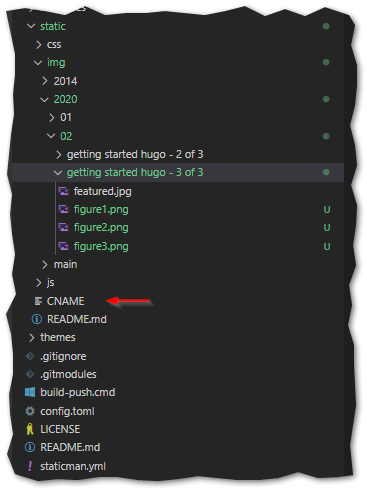 static
css
img
2014
2020
01
02
getting started hugo - 2 of 3
getting started hugo - 3 of 3
featured.jpg
figure1.png U
figure2.png U
figure3.png U
main
js
CNAME
README.md
themes
.gitignore
.gitmodules
build-push.cmd
config.toml
LICENSE
README.md
staticman.yml